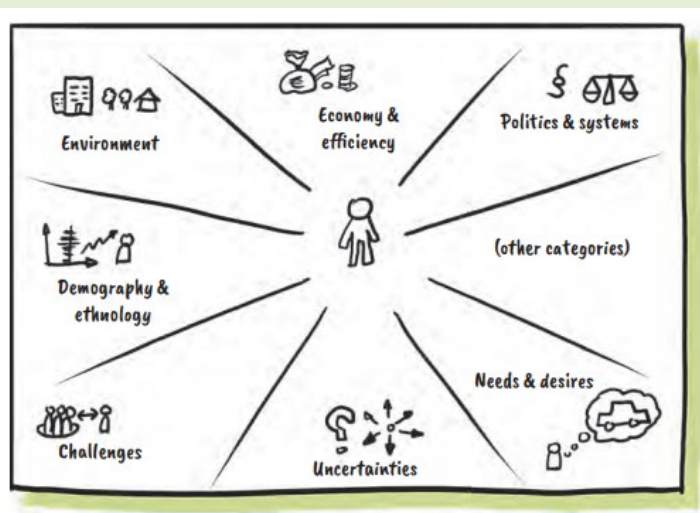 Environment
Economy &
efficiency
Politics & systems
Demography &
ethnology
(other categories)
Challenges
Uncertainties
Needs & desires